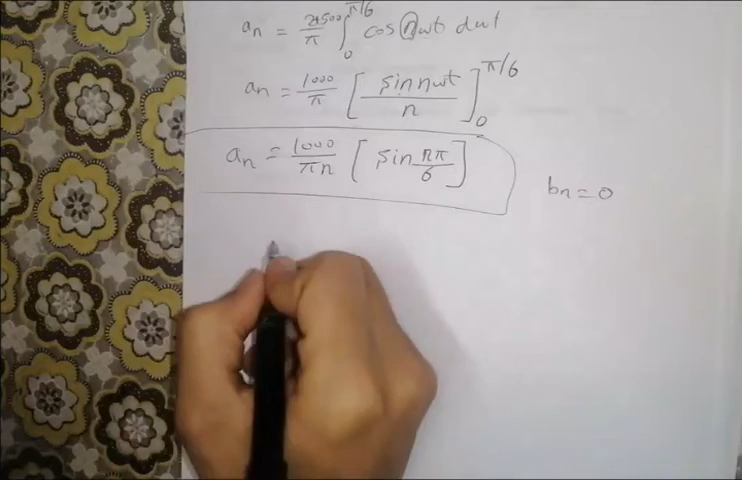 aₙ = 2×500/π ∫₀^π/6 cos nωt dωt
aₙ = 1000/π [sin nωt/n]₀^π/6
aₙ = 1000/πn [sin nπ/6]
bₙ = 0